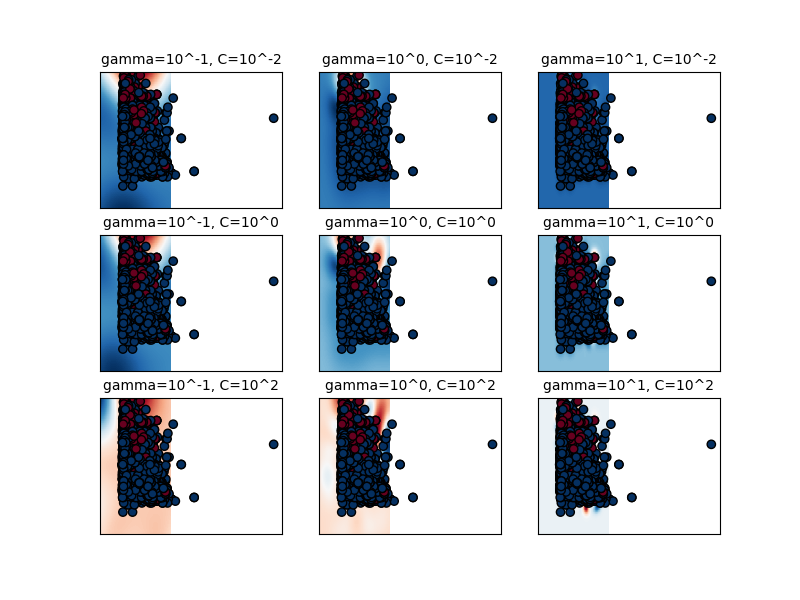 gamma=10^-1, C=10^-2
gamma=10^0, C=10^-2
gamma=10^1, C=10^-2
gamma=10^-1, C=10^0
gamma=10^0, C=10^0
gamma=10^1, C=10^0
gamma=10^-1, C=10^2
gamma=10^0, C=10^2
gamma=10^1, C=10^2